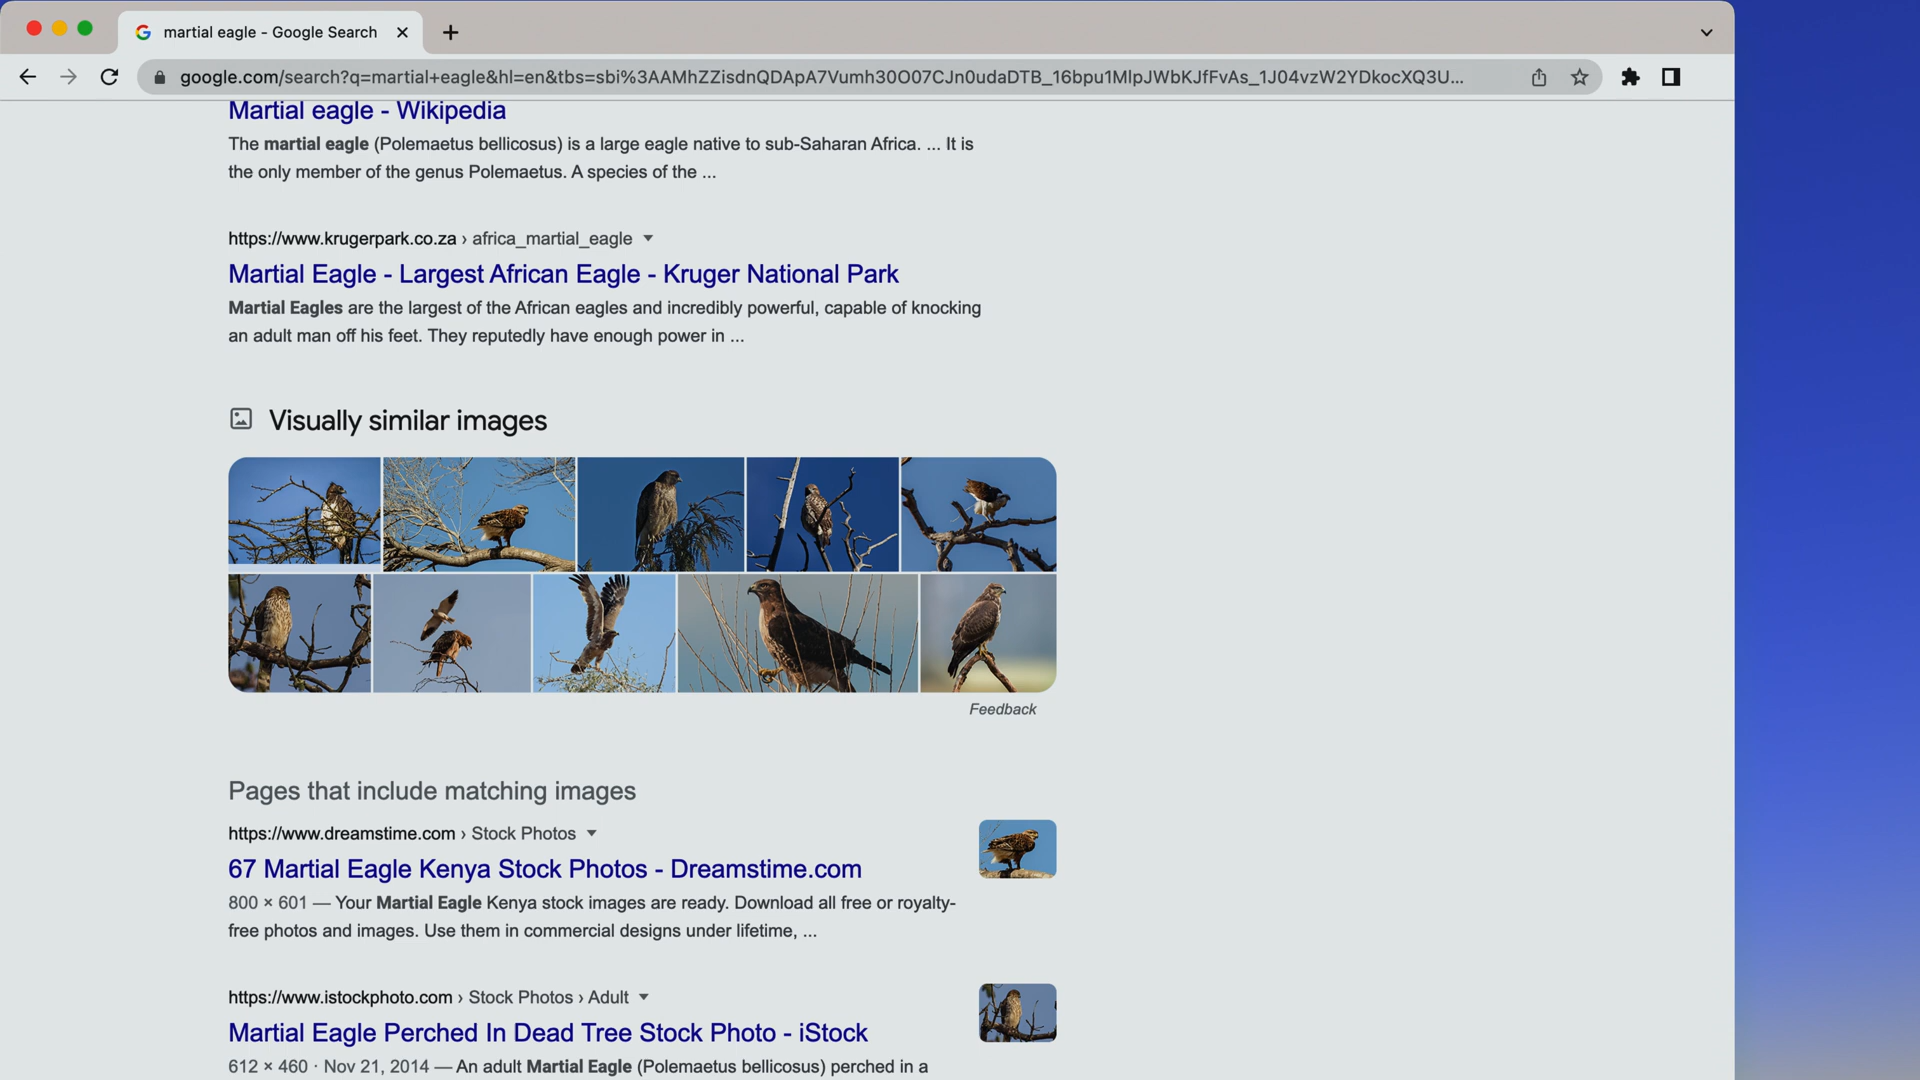 martial eagle - Google Search
google.com/search?q=martial+eagle&hl=en&tbs=sbi%3AAMhZZisdnQDApA7Vumh30O07CJn0udaDTB_16bpu1MlpJWbKJfFvAs_1J04vzW2YDkocXQ3U...
Martial eagle - Wikipedia
The martial eagle (Polemaetus bellicosus) is a large eagle native to sub-Saharan Africa. ... It is
the only member of the genus Polemaetus. A species of the ...
https://www.krugerpark.co.za › africa_martial_eagle
Martial Eagle - Largest African Eagle - Kruger National Park
Martial Eagles are the largest of the African eagles and incredibly powerful, capable of knocking
an adult man off his feet. They reputedly have enough power in ...
Visually similar images
Feedback
Pages that include matching images
https://www.dreamstime.com › Stock Photos
67 Martial Eagle Kenya Stock Photos - Dreamstime.com
800 × 601 — Your Martial Eagle Kenya stock images are ready. Download all free or royalty-
free photos and images. Use them in commercial designs under lifetime, ...
https://www.istockphoto.com › Stock Photos › Adult
Martial Eagle Perched In Dead Tree Stock Photo - iStock
612 × 460 · Nov 21, 2014 — An adult Martial Eagle (Polemaetus bellicosus) perched in a